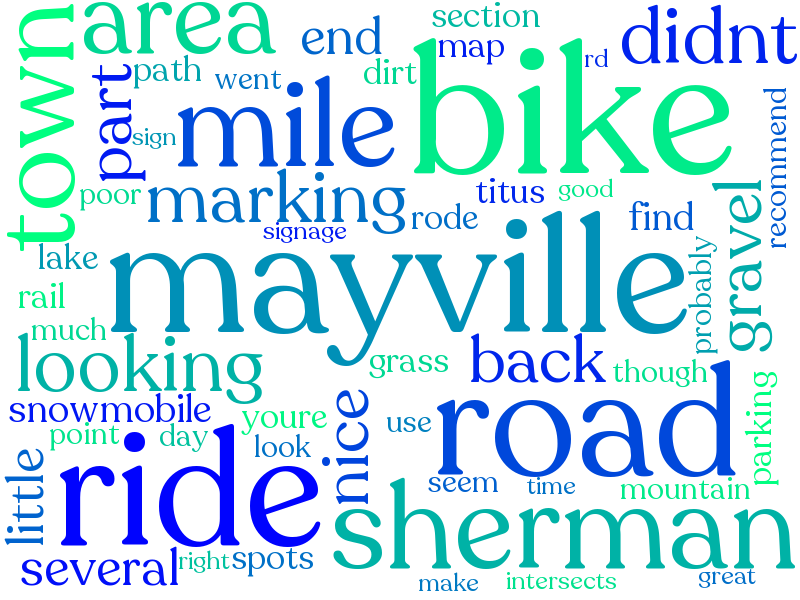 town
area
end
section
map
rd
didnt
part
path
went
dirt
bike
sign
mile
recommend
poor
marking
rode
titus
good
find
gravel
signage
lake
mayville
probably
rail
much
looking
grass
back
though
parking
snowmobile
youre
nice
use
road
point
day
look
little
ride
seem
time
mountain
sherman
several
right
spots
make
intersects
great